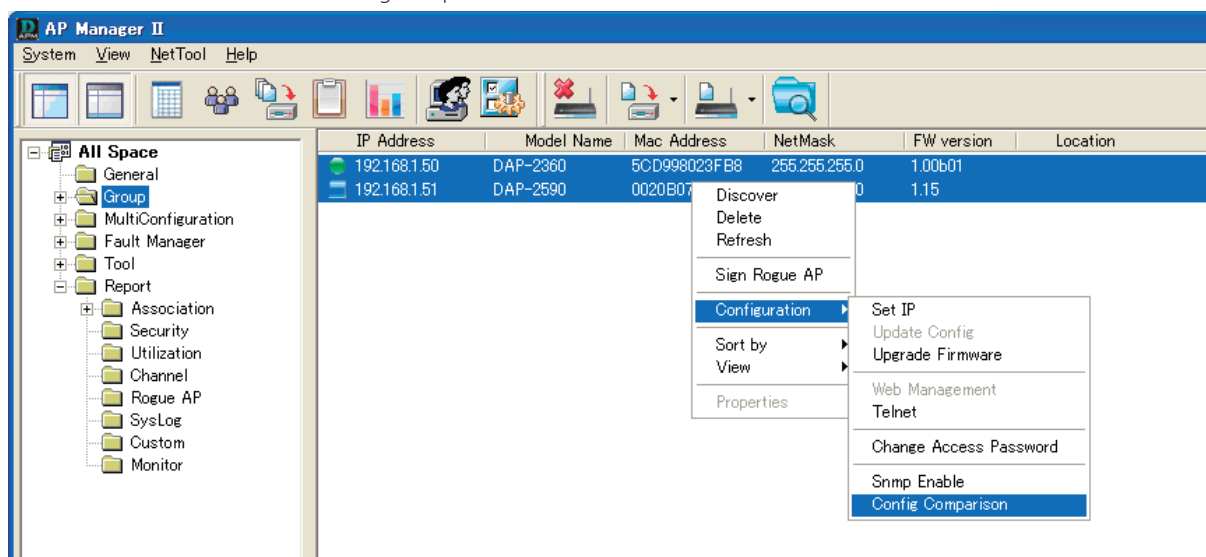 AP Manager II
System View NetTool Help
IP Address Model Name Mac Address NetMask FW version Location
192.168.1.50 DAP-2360 5CD998023FB8 255.255.255.0 1.00b01
192.168.1.51 DAP-2590 0020B07 0 1.15
All Space
General
Group
MultiConfiguration
Fault Manager
Tool
Report
Association
Security
Utilization
Channel
Rogue AP
SysLog
Custom
Monitor
Discover
Delete
Refresh
Sign Rogue AP
Configuration
Sort by
View
Properties
Set IP
Update Config
Upgrade Firmware
Web Management
Telnet
Change Access Password
Snmp Enable
Config Comparison